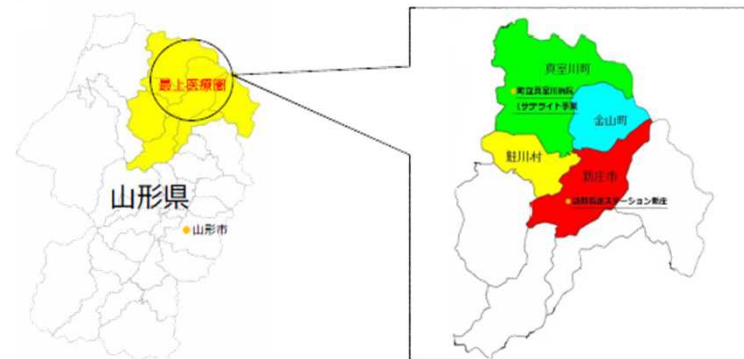 最上医療圏
山形県
山形市
真室川町
町立真室川病院
(サテライト事業
金山町
鮭川村
新庄市
訪問看護ステーション新庄